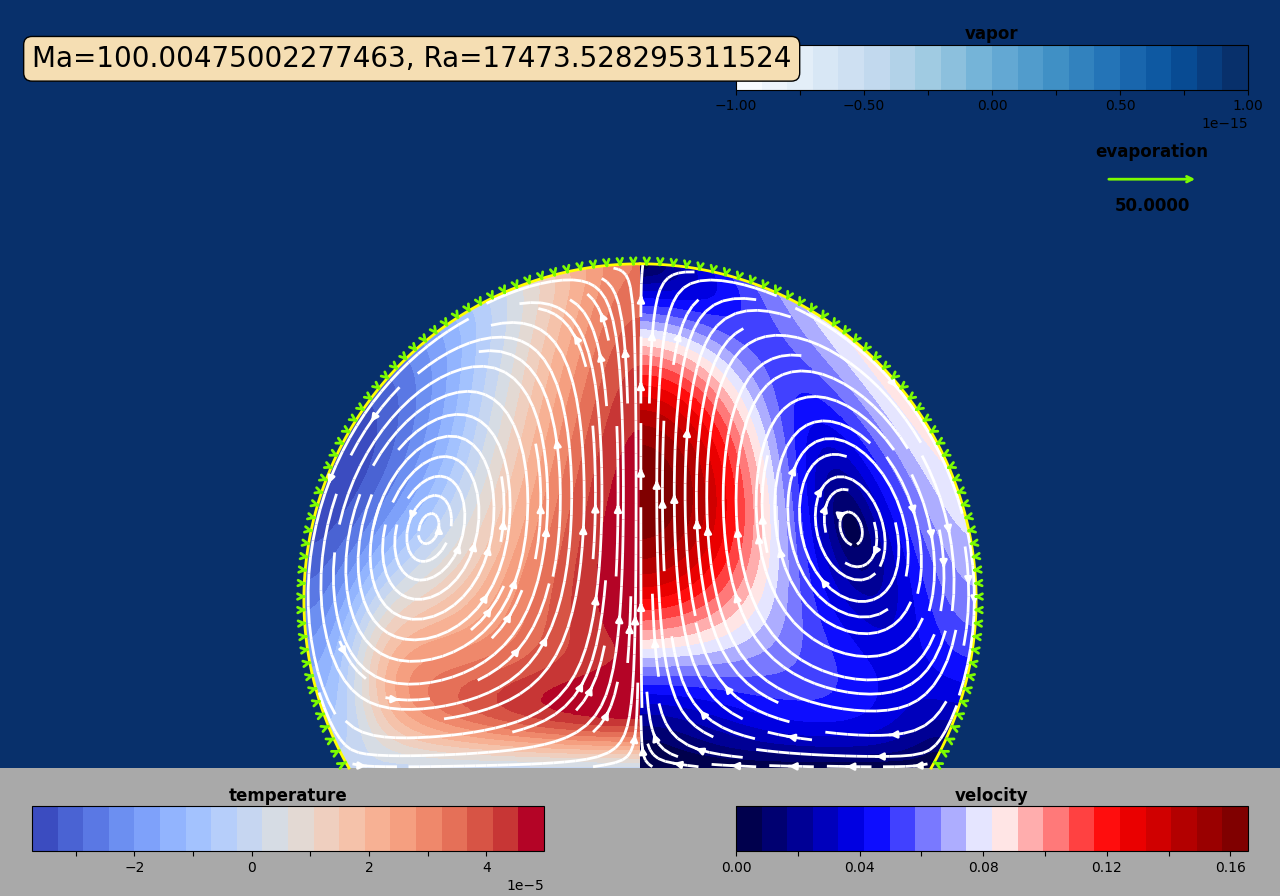 Ma=100.00475002277463, Ra=17473.528295311524
vapor
−1.00 −0.50 0.00 0.50 1.00
1e−15
evaporation
50.0000
temperature
−2 0 2 4
1e−5
velocity
0.00 0.04 0.08 0.12 0.16